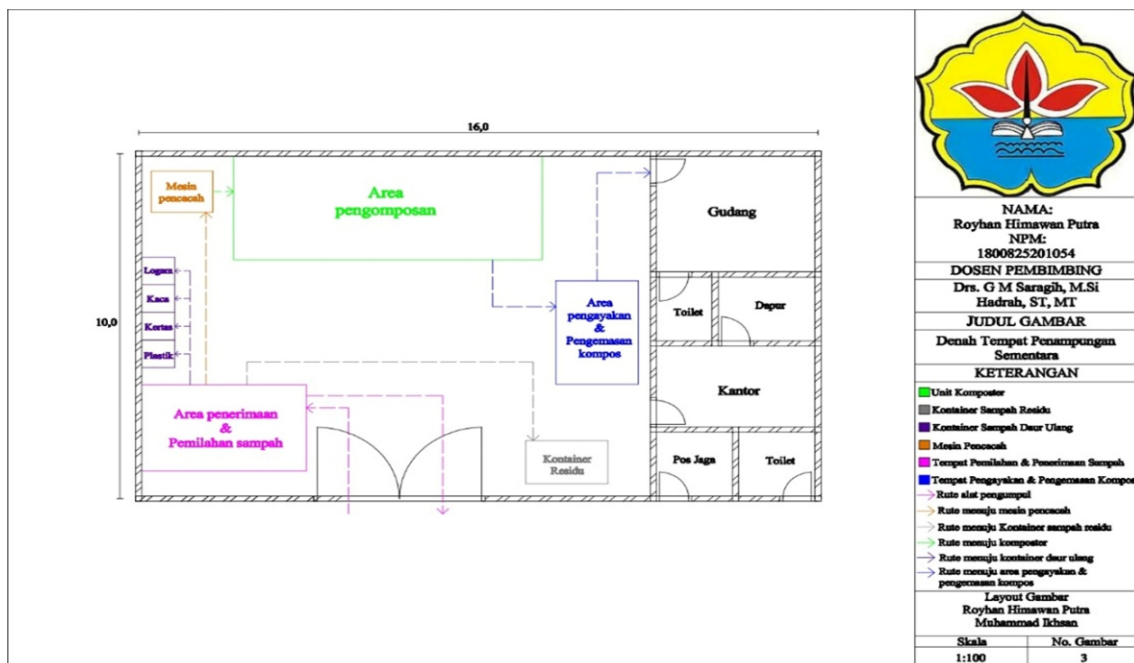 16,0
10,0
Mesin
pencacah
Area
pengomposan
Gudang
Logam
Kaca
Kertas
Plastik
Area
pengayakan
&
Pengemasan
kompos
Toilet
Dapur
Kantor
Area penerimaan
&
Pemilahan sampah
Kontainer
Residu
Pos Jaga
Toilet
NAMA:
Royhan Himawan Putra
NPM:
1800825201054
DOSEN PEMBIMBING
Drs. G M Saragih, M.Si
Hadrah, ST, MT
JUDUL GAMBAR
Denah Tempat Penampungan
Sementara
KETERANGAN
Unit Komposter
Kontainer Sampah Residu
Kontainer Sampah Daur Ulang
Mesin Pencacah
Tempat Pemilahan & Penerimaan Sampah
Tempat Pengayakan & Pengemasan Kompos
Rute alat pengumpul
Rute menuju mesin pencacah
Rute menuju Kontainer sampah residu
Rute menuju komposter
Rute menuju kontainer daur ulang
Rute menuju area pengayakan &
pengemasan kompos
Layout Gambar
Royhan Himawan Putra
Muhammad Ikhsan
Skala
No. Gambar
1:100
3